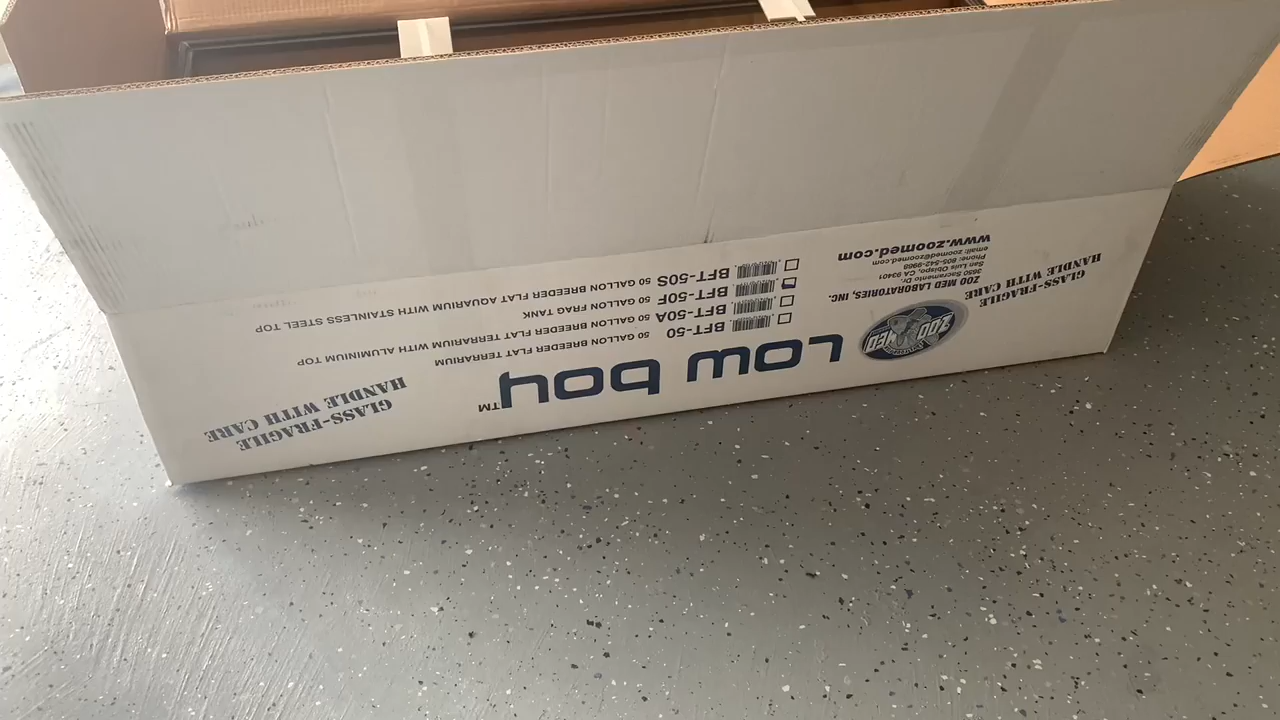 LOW boy™
BFT-50 50 GALLON BREEDER FLAT TERRARIUM
BFT-50A 50 GALLON BREEDER FLAT TERRARIUM WITH ALUMINIUM TOP
BFT-50F 50 GALLON FRAG TANK
BFT-50S 50 GALLON BREEDER FLAT AQUARIUM WITH STAINLESS STEEL TOP
GLASS-FRAGILE
HANDLE WITH CARE
ZOO MED
ZOO MED LABORATORIES, INC.
3650 Sacramento Dr.
San Luis Obispo, CA 93401
Phone: 805-542-9988
email: zoomed@zoomed.com
www.zoomed.com
GLASS-FRAGILE
HANDLE WITH CARE